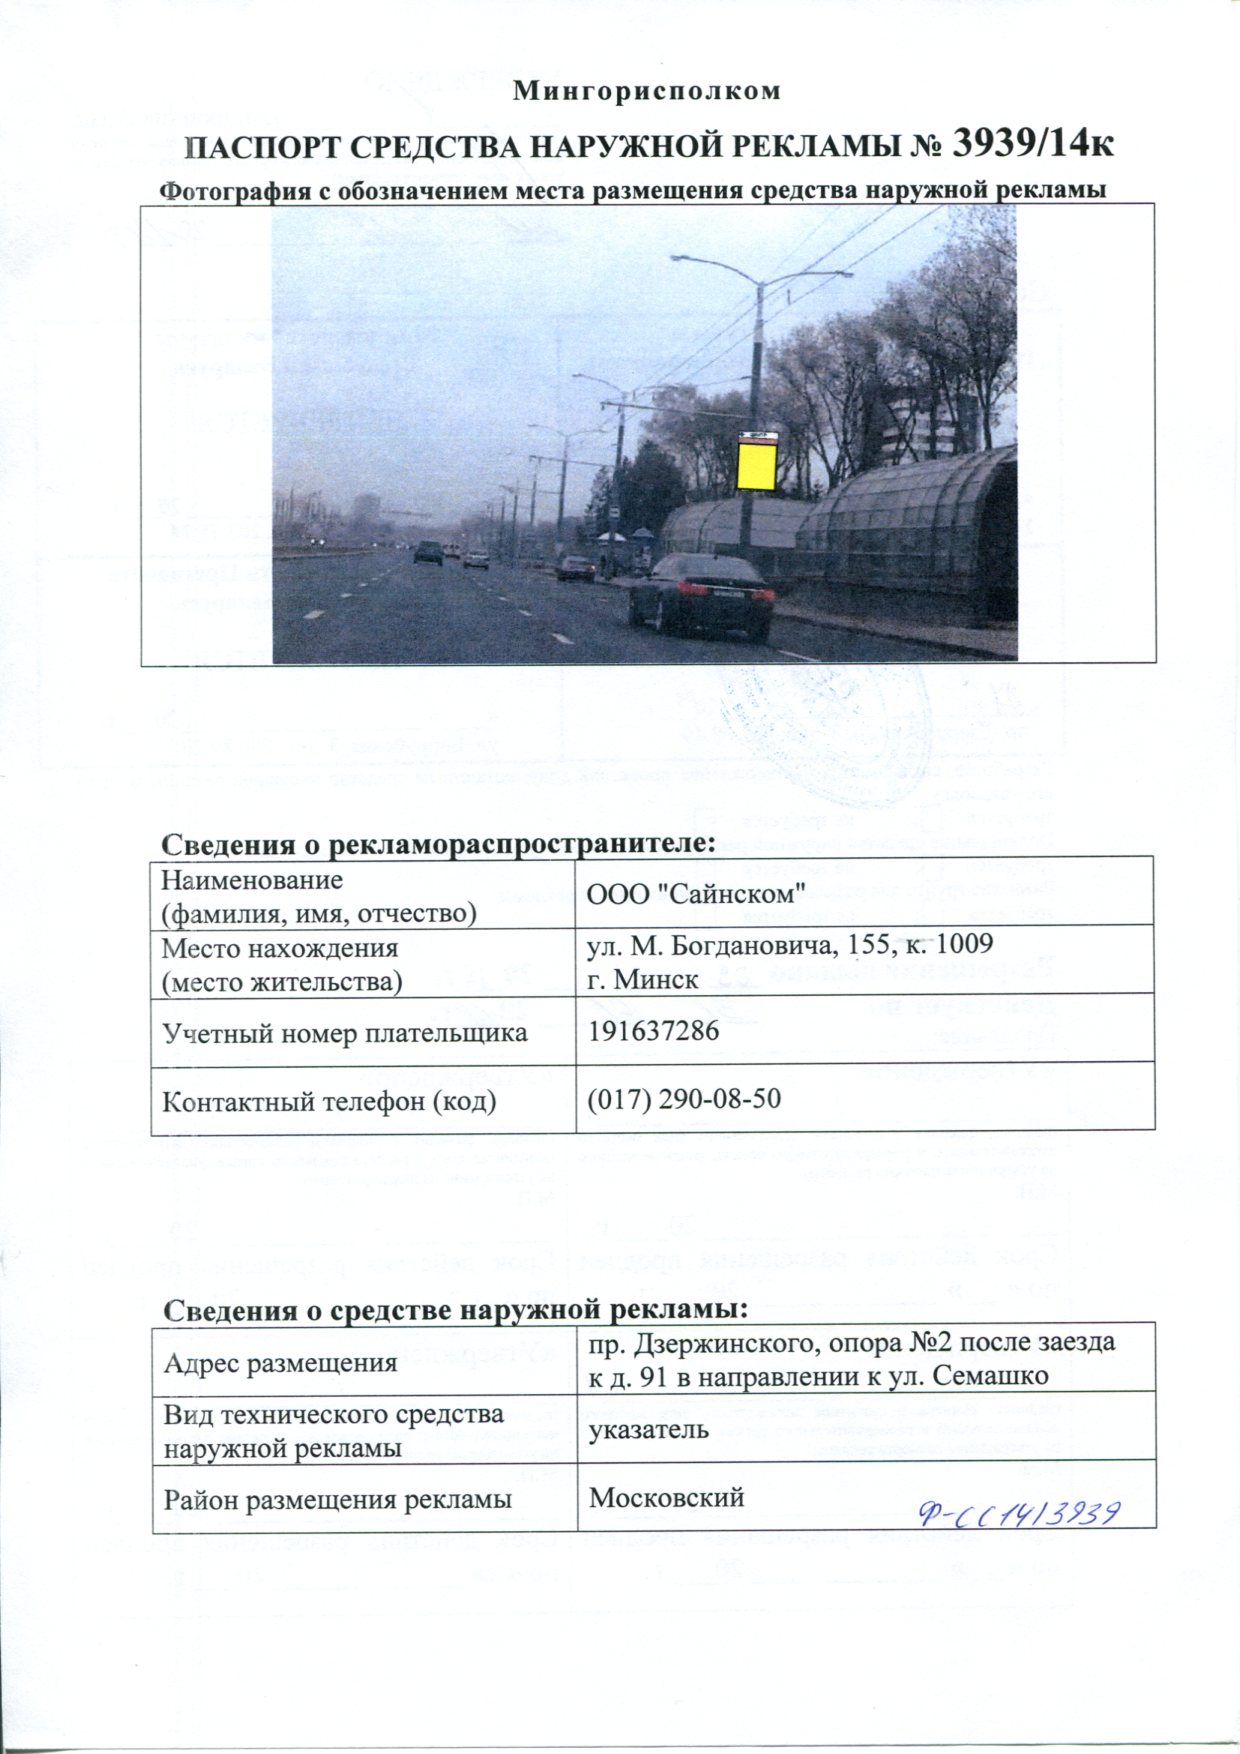 Мингорисполком
ПАСПОРТ СРЕДСТВА НАРУЖНОЙ РЕКЛАМЫ № 3939/14к
Фотография с обозначением места размещения средства наружной рекламы
ЦЕНТР
Сведения о рекламораспространителе:
Наименование
(фамилия, имя, отчество)
ООО "Сайнском"
Место нахождения
(место жительства)
ул. М. Богдановича, 155, к. 1009
г. Минск
Учетный номер плательщика
191637286
Контактный телефон (код)
(017) 290-08-50
Сведения о средстве наружной рекламы:
Адрес размещения
пр. Дзержинского, опора №2 после заезда
к д. 91 в направлении к ул. Семашко
Вид технического средства
наружной рекламы
указатель
Район размещения рекламы
Московский
Ф-СС14/3939